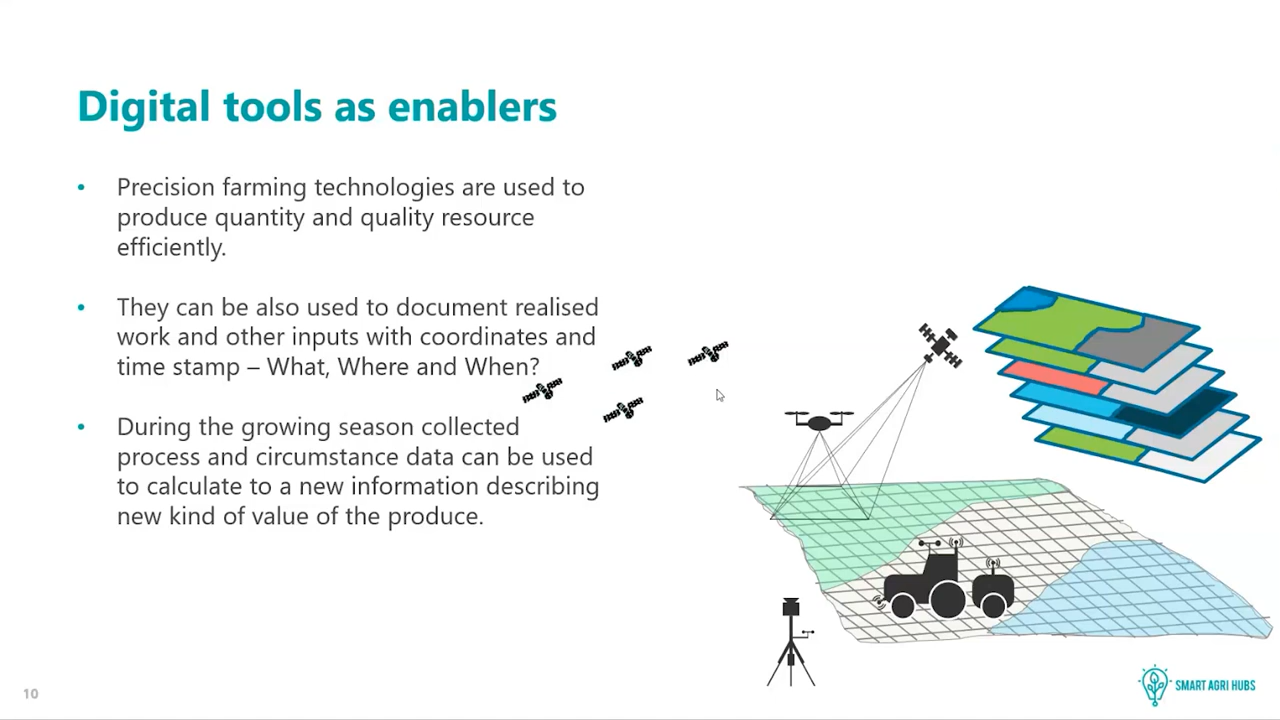 Digital tools as enablers
• Precision farming technologies are used to
produce quantity and quality resource
efficiently.
• They can be also used to document realised
work and other inputs with coordinates and
time stamp – What, Where and When?
• During the growing season collected
process and circumstance data can be used
to calculate to a new information describing
new kind of value of the produce.
10
SMART AGRI HUBS